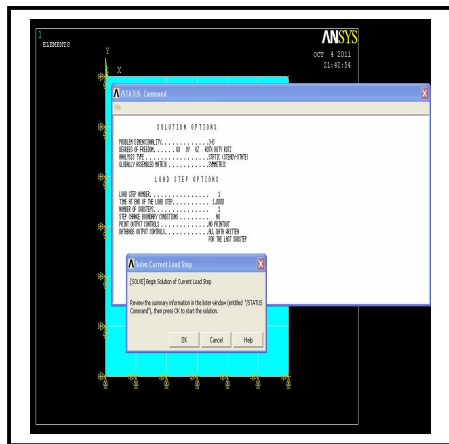 1
ELEMENTS
ANSYS
OCT 4 2011
21:42:54
Y
X
/STATUS Command
File
SOLUTION OPTIONS
PROBLEM DIMENSIONALITY. . . . . . . . . . . . .3-D
DEGREES OF FREEDOM. . . . . . UX UY UZ ROTX ROTY ROTZ
ANALYSIS TYPE . . . . . . . . . . . . . . . . .STATIC (STEADY-STATE)
GLOBALLY ASSEMBLED MATRIX . . . . . . . . . . .SYMMETRIC
LOAD STEP OPTIONS
LOAD STEP NUMBER. . . . . . . . . . . . . . . . 1
TIME AT END OF THE LOAD STEP. . . . . . . . . . 1.0000
NUMBER OF SUBSTEPS. . . . . . . . . . . . . . . 1
STEP CHANGE BOUNDARY CONDITIONS . . . . . . . . NO
PRINT OUTPUT CONTROLS . . . . . . . . . . . . .NO PRINTOUT
DATABASE OUTPUT CONTROLS. . . . . . . . . . . .ALL DATA WRITTEN
FOR THE LAST SUBSTEP
Solve Current Load Step
[SOLVE] Begin Solution of Current Load Step
Review the summary information in the lister window (entitled "/STATUS
Command"), then press OK to start the solution.
OK Cancel Help